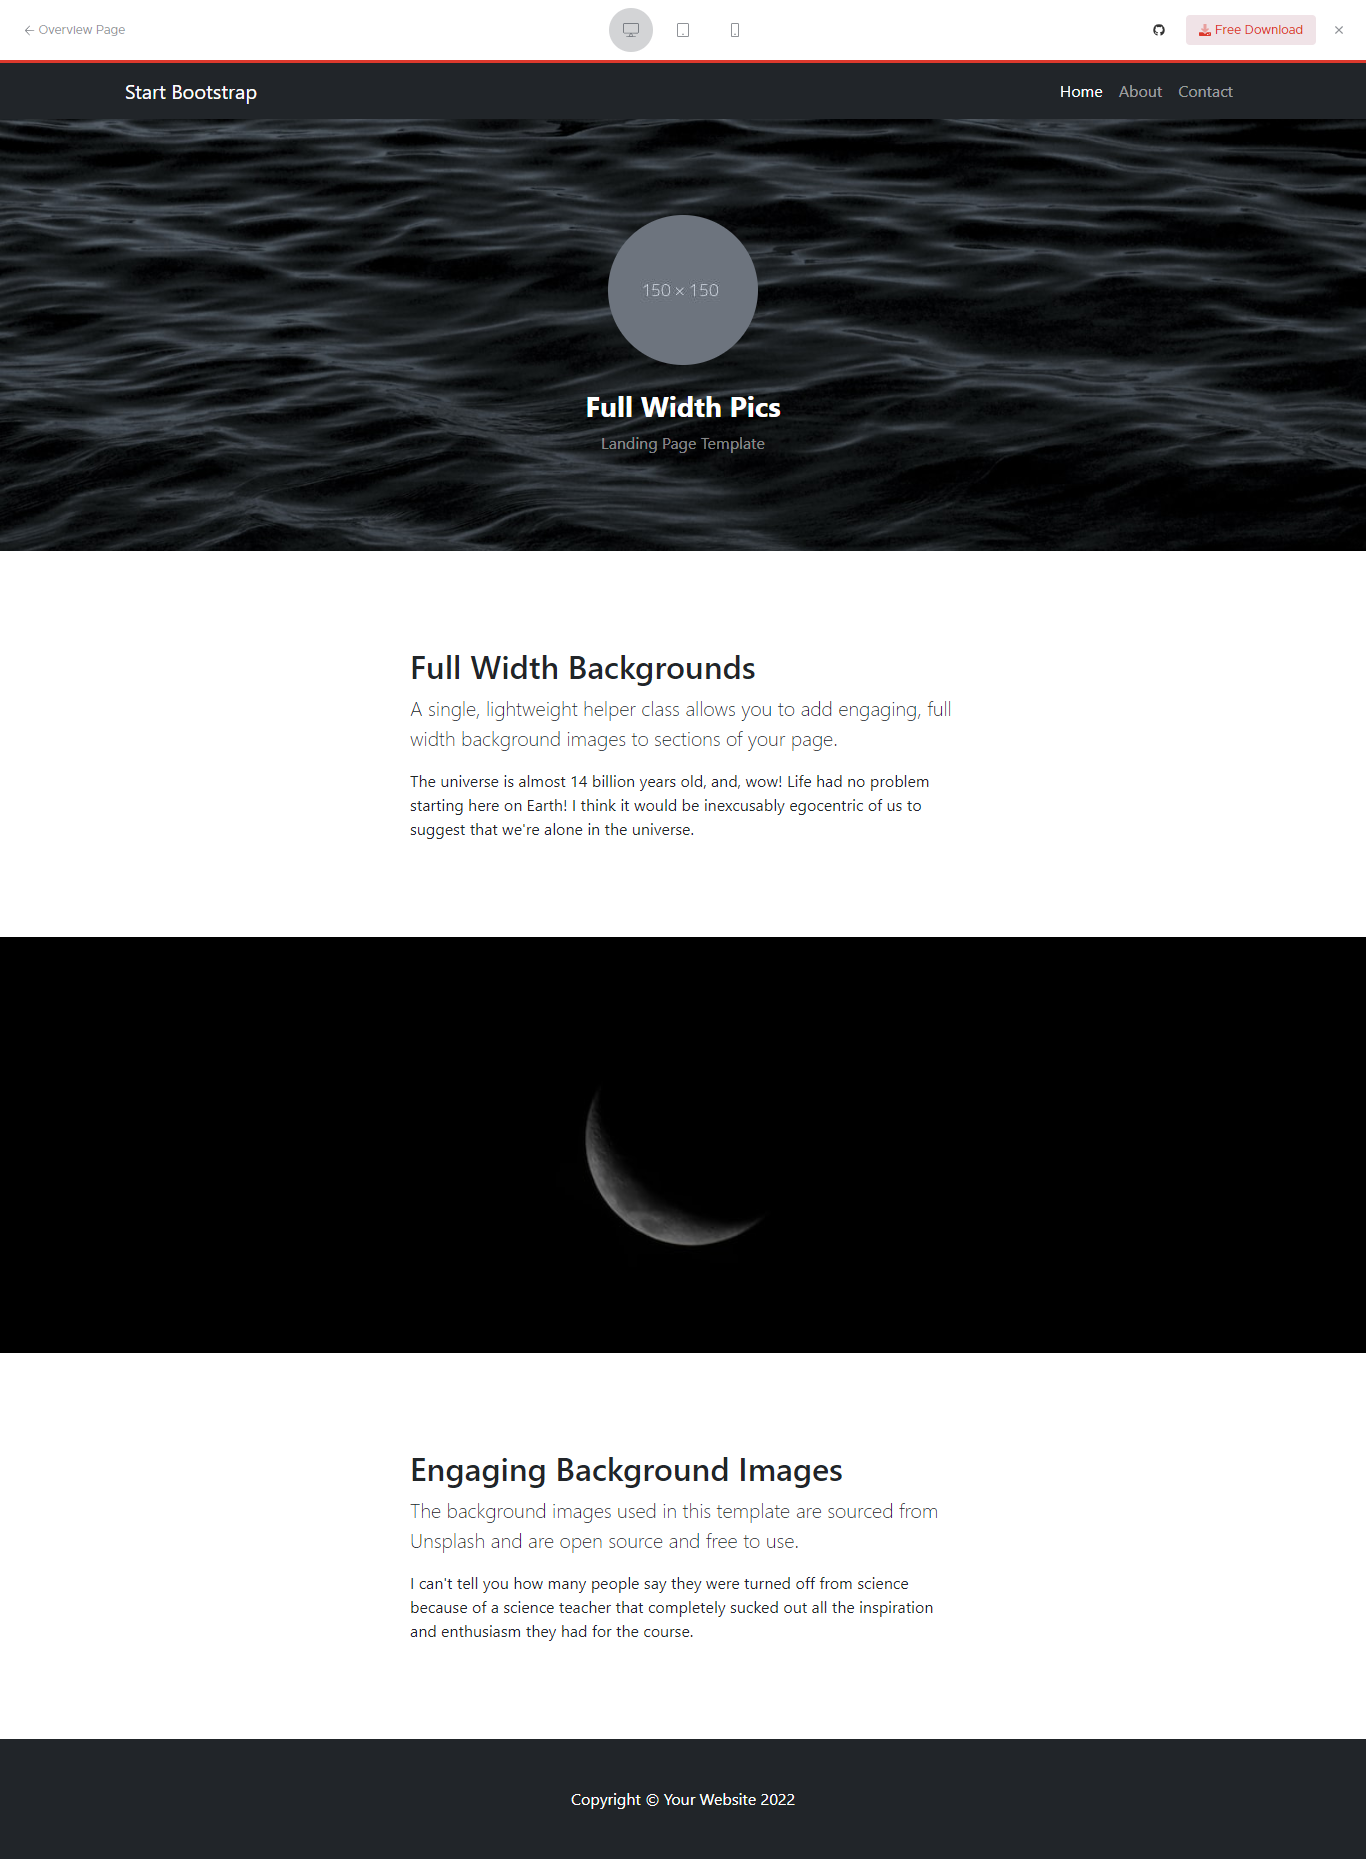 ← Overview Page
Free Download
×
Start Bootstrap
Home About Contact
150 × 150
Full Width Pics
Landing Page Template
Full Width Backgrounds
A single, lightweight helper class allows you to add engaging, full
width background images to sections of your page.
The universe is almost 14 billion years old, and, wow! Life had no problem
starting here on Earth! I think it would be inexcusably egocentric of us to
suggest that we're alone in the universe.
Engaging Background Images
The background images used in this template are sourced from
Unsplash and are open source and free to use.
I can't tell you how many people say they were turned off from science
because of a science teacher that completely sucked out all the inspiration
and enthusiasm they had for the course.
Copyright © Your Website 2022